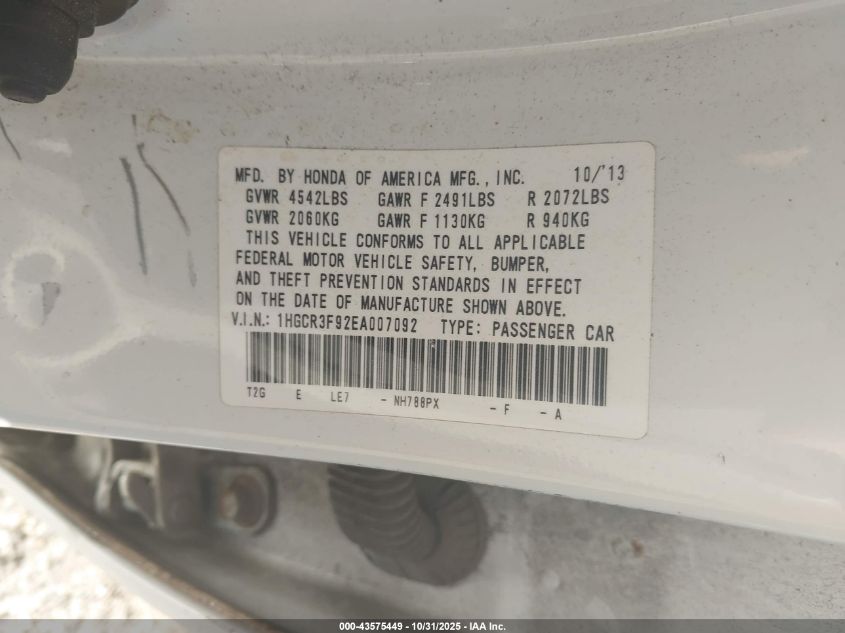 MFD. BY HONDA OF AMERICA MFG., INC. 10/'13
GVWR 4542LBS GAWR F 2491LBS R 2072LBS
GVWR 2060KG GAWR F 1130KG R 940KG
THIS VEHICLE CONFORMS TO ALL APPLICABLE
FEDERAL MOTOR VEHICLE SAFETY, BUMPER,
AND THEFT PREVENTION STANDARDS IN EFFECT
ON THE DATE OF MANUFACTURE SHOWN ABOVE.
V.I.N.: 1HGCR3F92EA007092 TYPE: PASSENGER CAR
T2G E LE7 - NH788PX - F - A
000-43575449 - 10/31/2025 - IAA Inc.